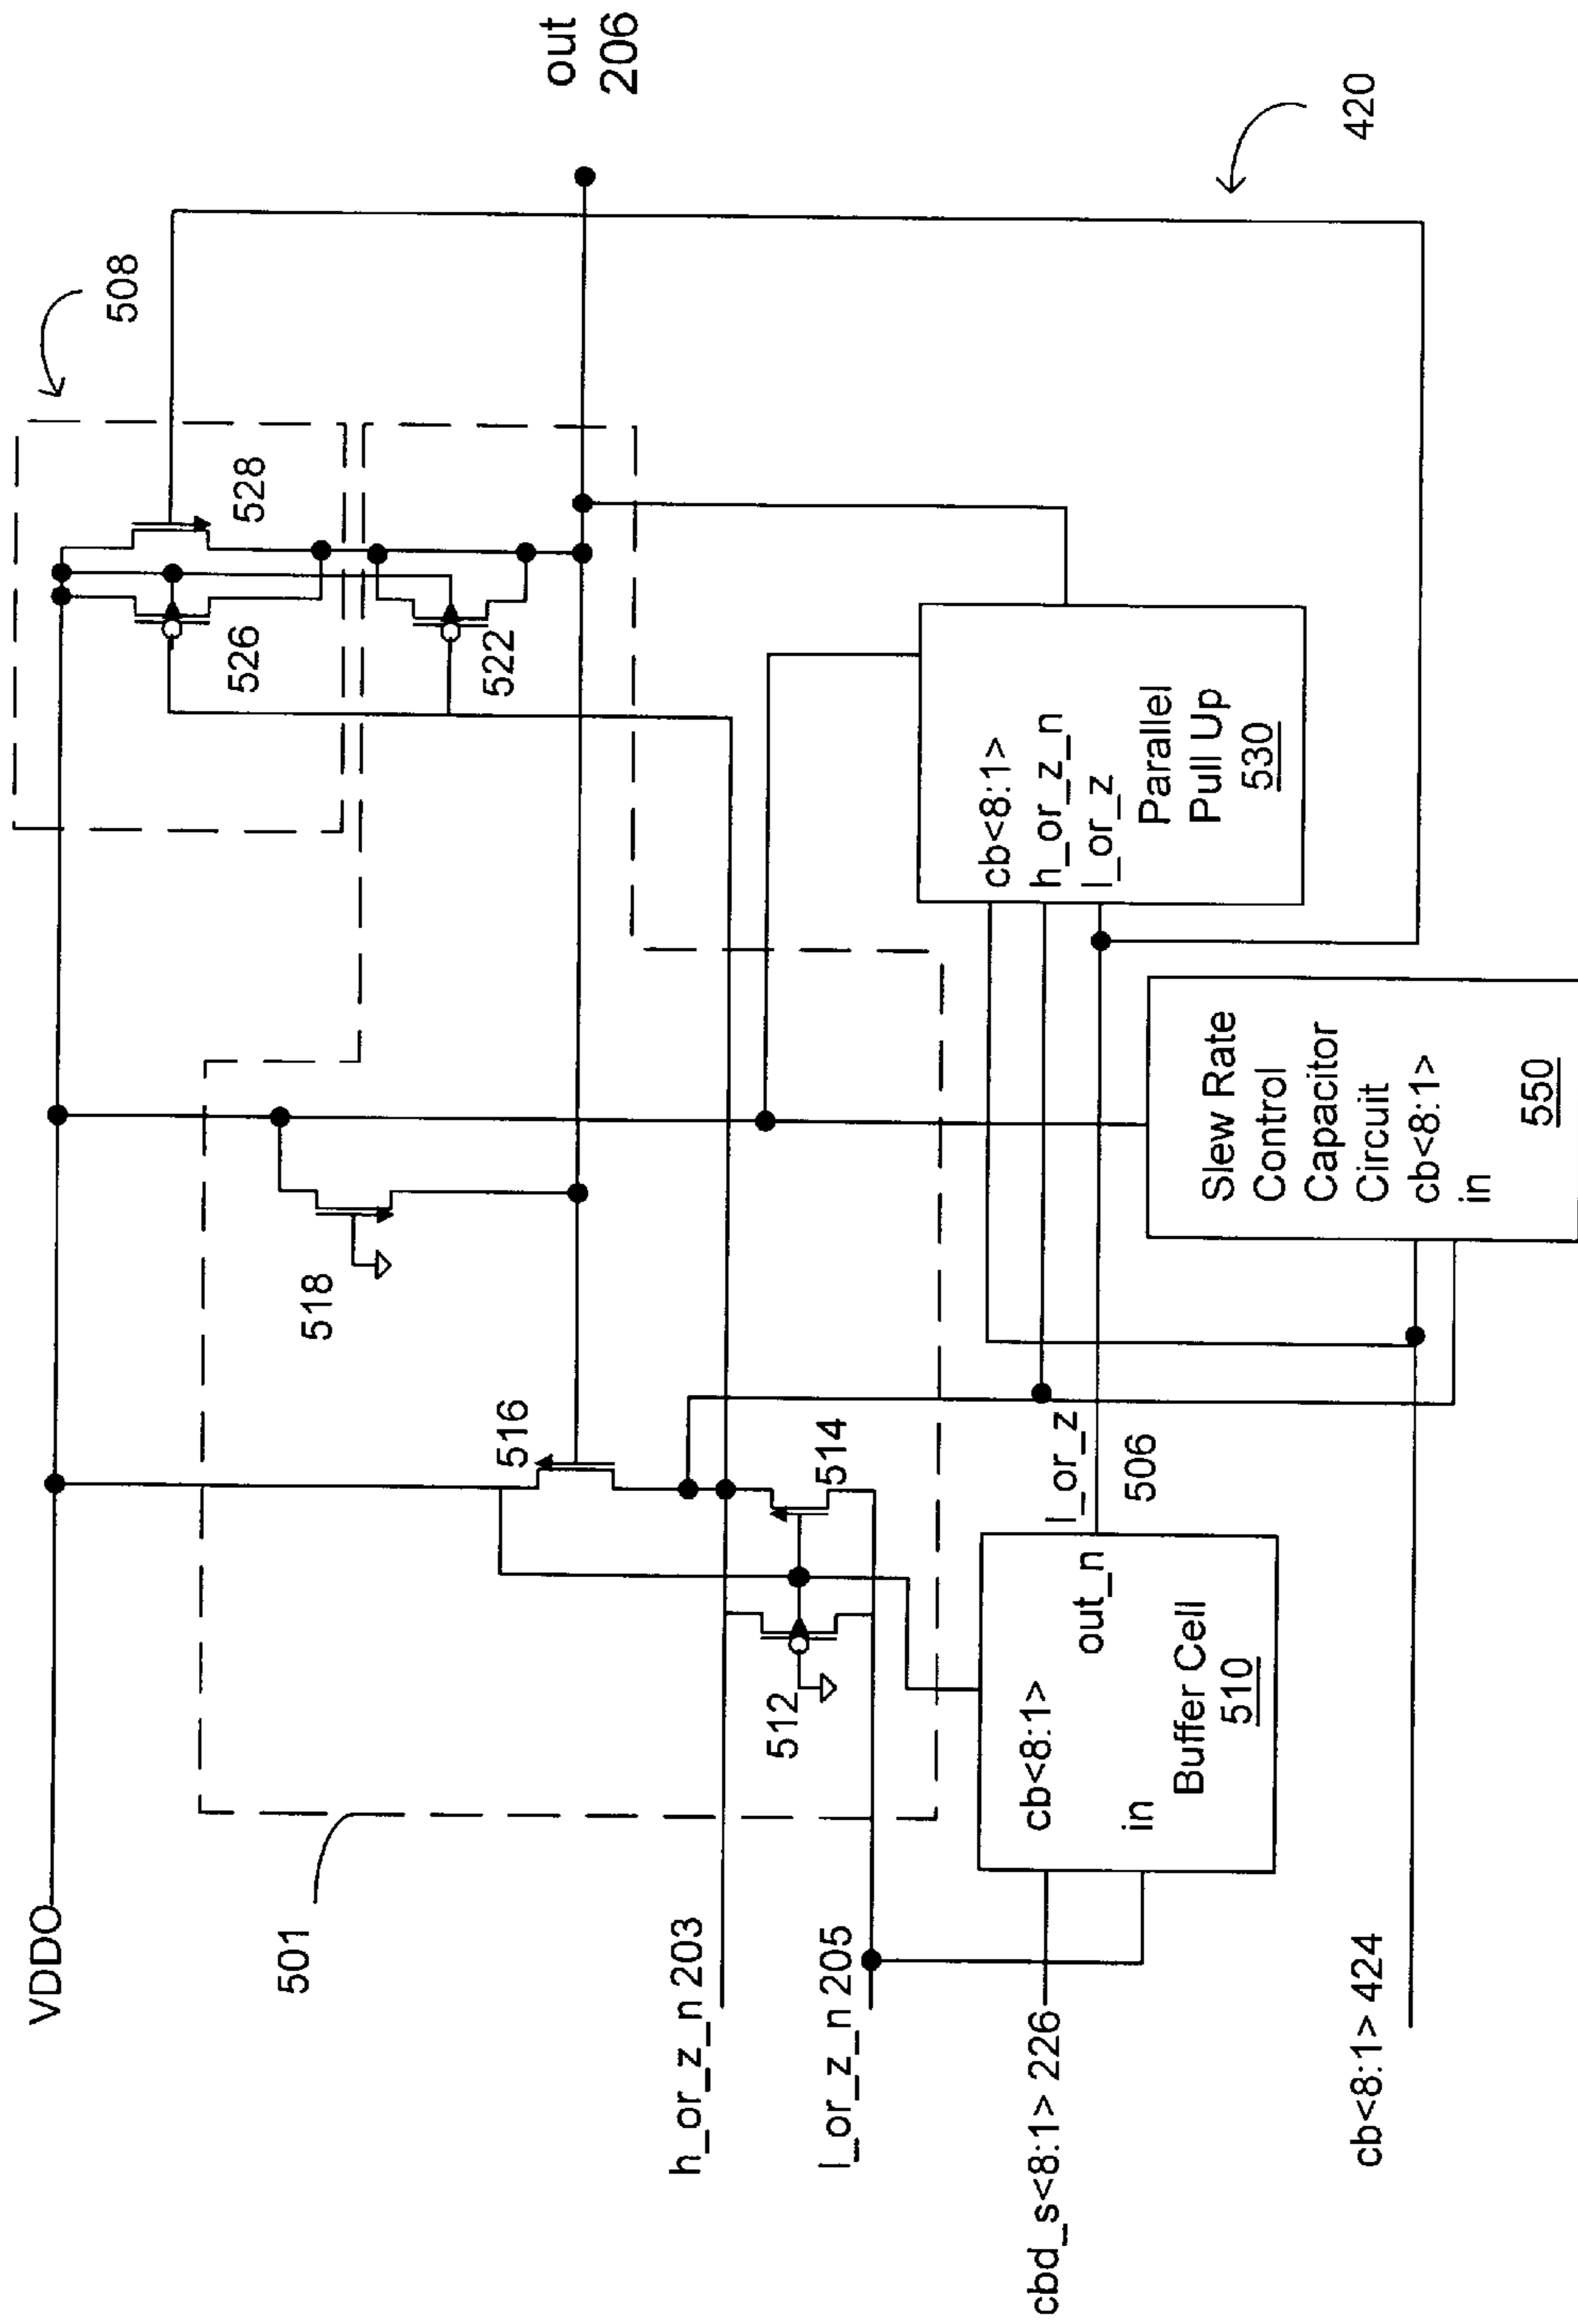 VDDO
501
h_or_z_n 203
l_or_z_n 205
cbd_s<8:1> 226
cb<8:1> 424
512
514
516
518
508
526
528
522
out
206
420
l_or_z
506
cb<8:1>
out_n
in
Buffer Cell
510
Slew Rate
Control
Capacitor
Circuit
cb<8:1>
in
550
cb<8:1>
h_or_z_n
l_or_z
Parallel
Pull Up
530